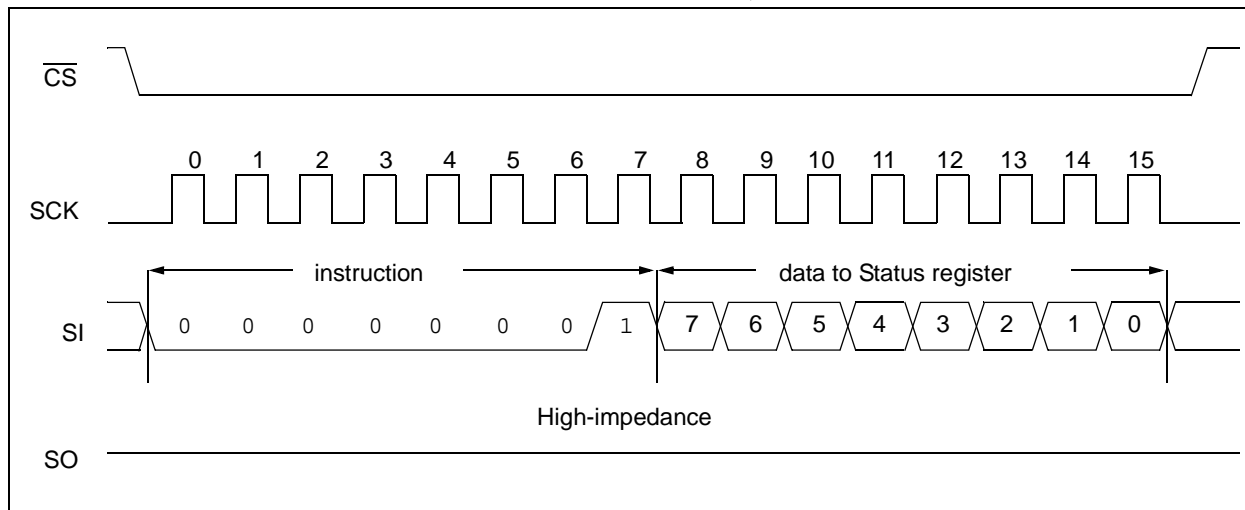 CS
0 1 2 3 4 5 6 7 8 9 10 11 12 13 14 15
SCK
instruction data to Status register
SI 0 0 0 0 0 0 0 1 7 6 5 4 3 2 1 0
High-impedance
SO